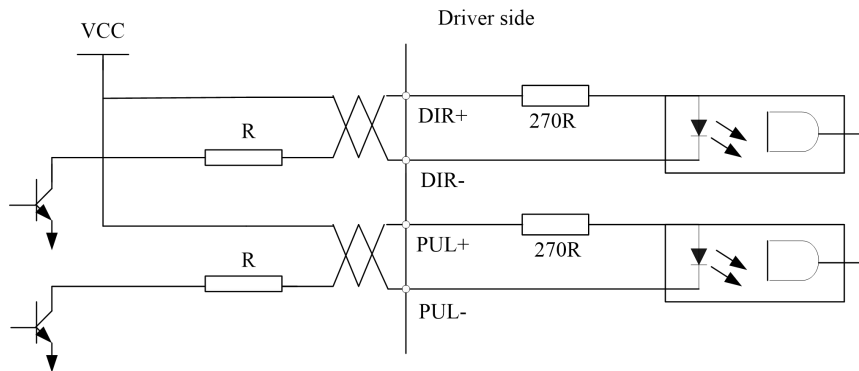 Driver side
VCC
DIR+
270R
R
DIR-
PUL+
270R
R
PUL-